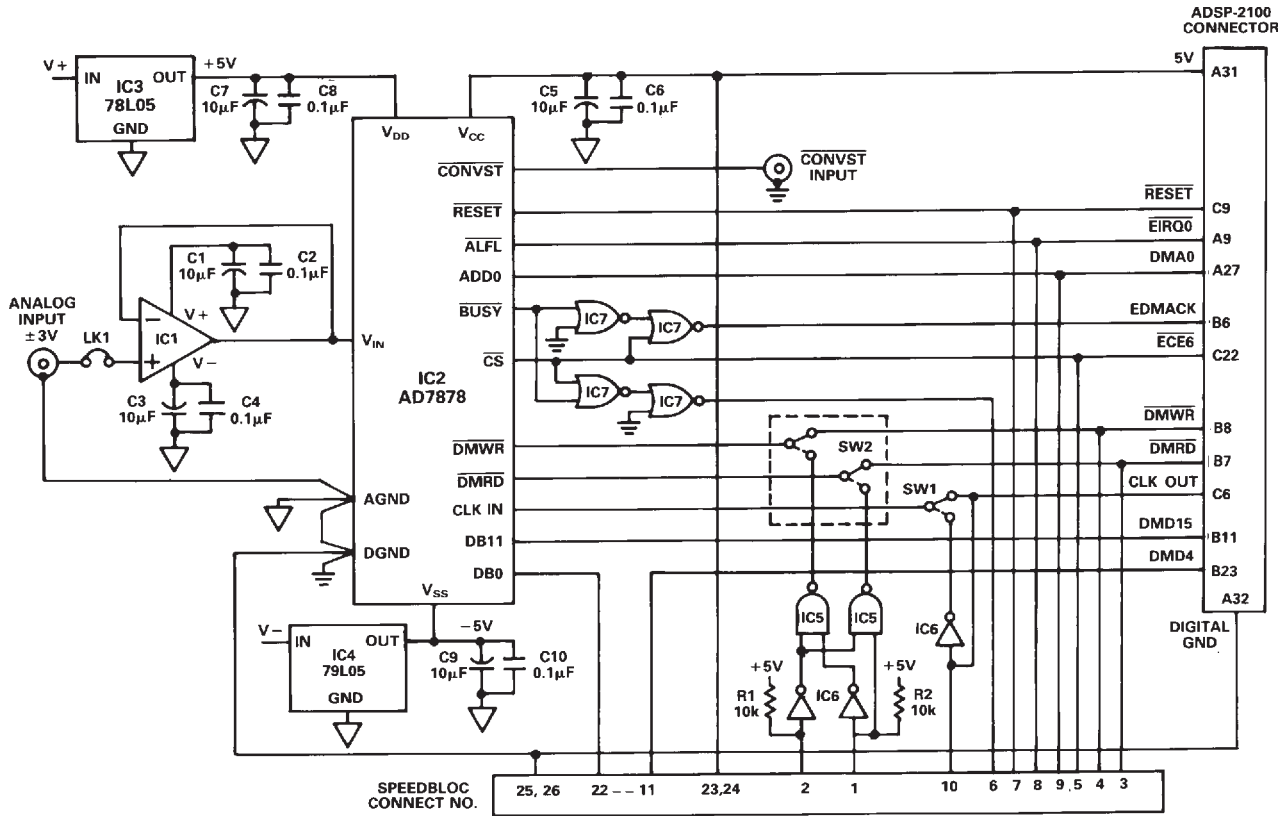 ADSP-2100
CONNECTOR
V+
IN
OUT
IC3
78L05
GND
+5V
C7
10μF
C8
0.1μF
C5
10μF
C6
0.1μF
5V
A31
VDD
VCC
CONVST
CONVST
INPUT
RESET
RESET
C9
ALFL
EIRQ0
A9
ADD0
DMA0
A27
C1
10μF
C2
0.1μF
ANALOG
INPUT
±3V
LK1
IC1
V+
V−
VIN
BUSY
IC7
IC7
EDMACK
B6
CS
ECE6
C22
IC2
AD7878
IC7
IC7
C3
10μF
C4
0.1μF
DMWR
SW2
DMWR
B8
DMRD
DMRD
B7
SW1
CLK IN
CLK OUT
C6
AGND
DB11
DMD15
B11
DGND
DB0
DMD4
B23
VSS
A32
DIGITAL
GND
V−
IN
OUT
IC4
79L05
GND
−5V
C9
10μF
C10
0.1μF
IC5
IC5
IC6
+5V
R1
10k
IC6
+5V
R2
10k
SPEEDBLOC
CONNECT NO.
25, 26
22 – – 11
23,24
2
1
10
6
7
8
9
5
4
3